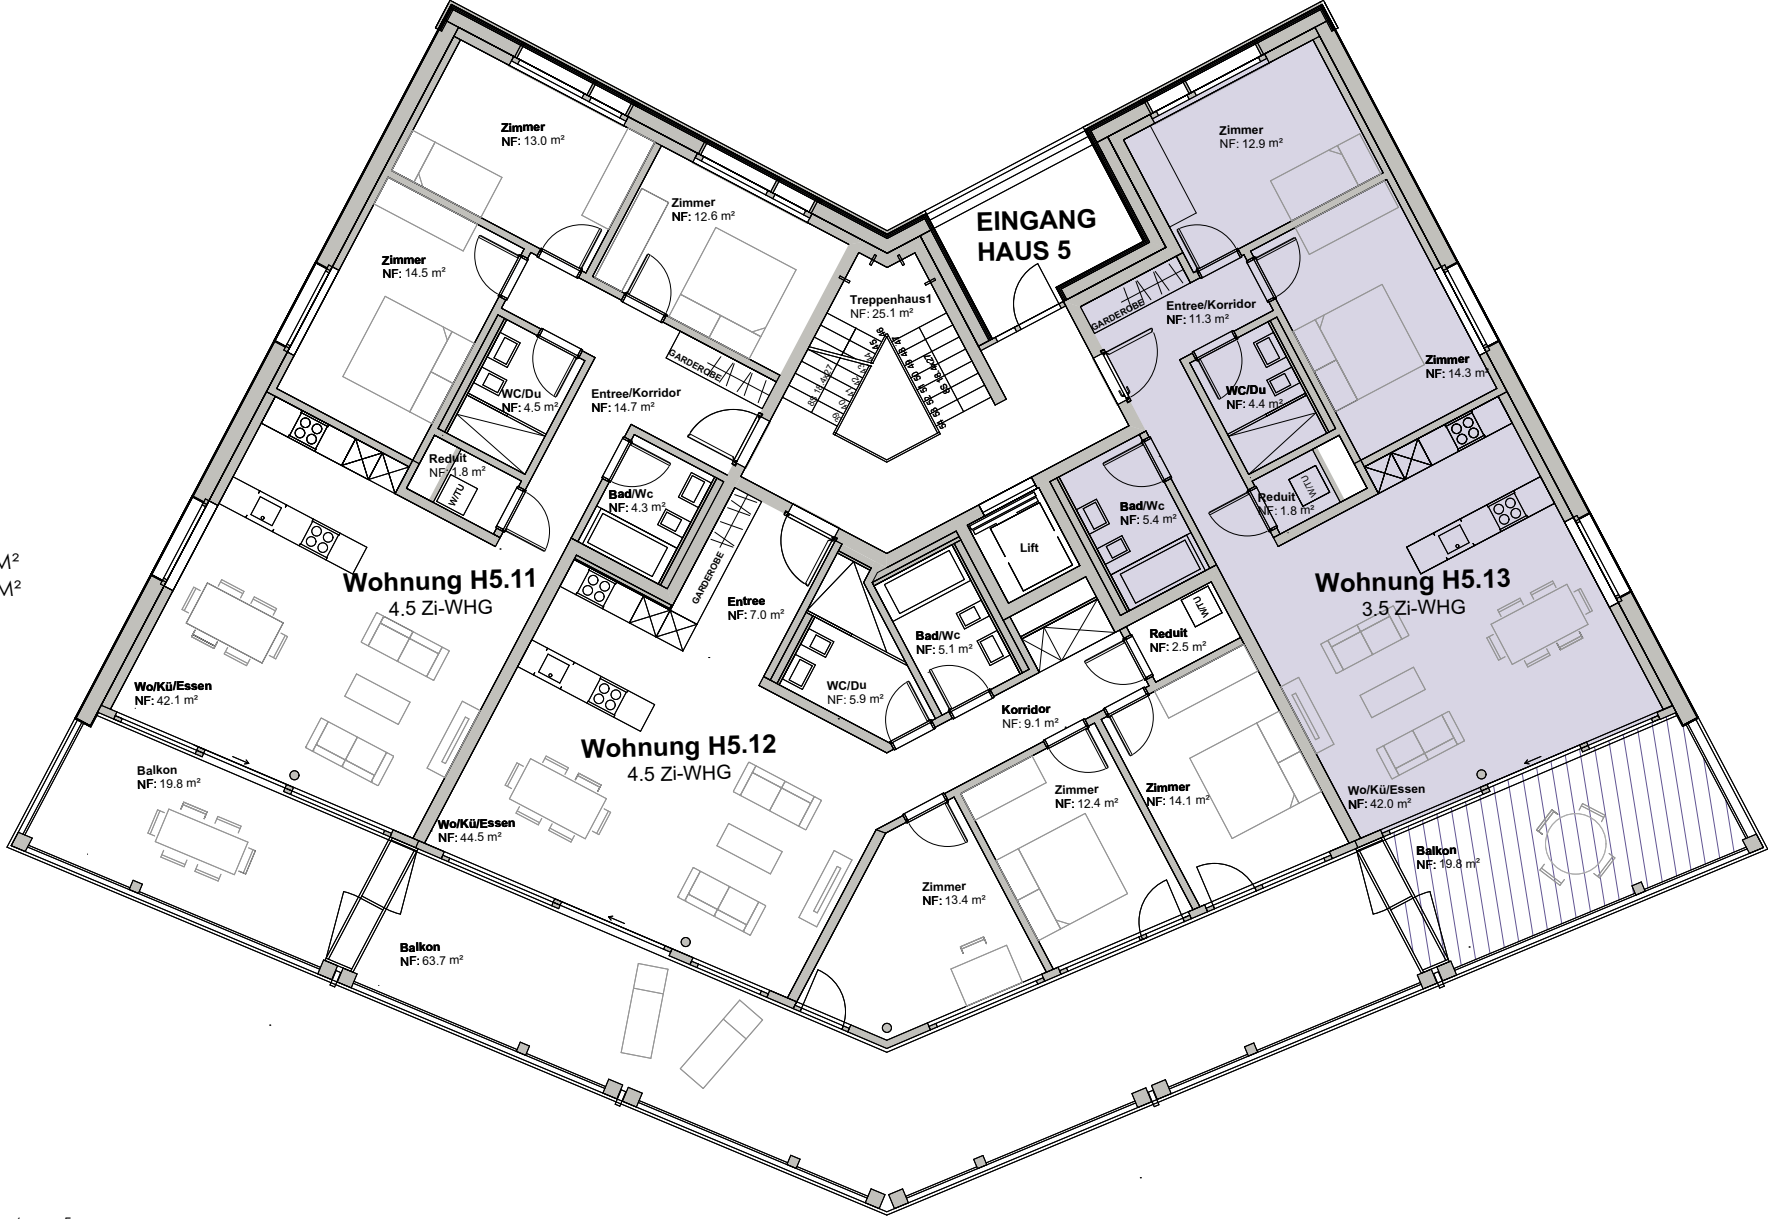 Zimmer
NF: 13.0 m²
Zimmer
NF: 12.6 m²
Zimmer
NF: 14.5 m²
EINGANG
HAUS 5
Treppenhaus1
NF: 25.1 m²
Zimmer
NF: 12.9 m²
GARDEROBE
Entree/Korridor
NF: 11.3 m²
Zimmer
NF: 14.3 m²
GARDEROBE
WC/Du
NF: 4.5 m²
Entree/Korridor
NF: 14.7 m²
WC/Du
NF: 4.4 m²
Reduit
NF: 1.8 m²
W/TU
Bad/Wc
NF: 4.3 m²
Bad/Wc
NF: 5.4 m²
Reduit
NF: 1.8 m²
W/TU
Lift
M²
M²
Wohnung H5.11
4.5 Zi-WHG
GARDEROBE
Entree
NF: 7.0 m²
Wohnung H5.13
3.5 Zi-WHG
W/TU
Reduit
NF: 2.5 m²
Bad/Wc
NF: 5.1 m²
WC/Du
NF: 5.9 m²
Korridor
NF: 9.1 m²
Wo/Kü/Essen
NF: 42.1 m²
Wohnung H5.12
4.5 Zi-WHG
Balkon
NF: 19.8 m²
Wo/Kü/Essen
NF: 44.5 m²
Zimmer
NF: 12.4 m²
Zimmer
NF: 14.1 m²
Wo/Kü/Essen
NF: 42.0 m²
Balkon
NF: 19.8 m²
Zimmer
NF: 13.4 m²
Balkon
NF: 63.7 m²